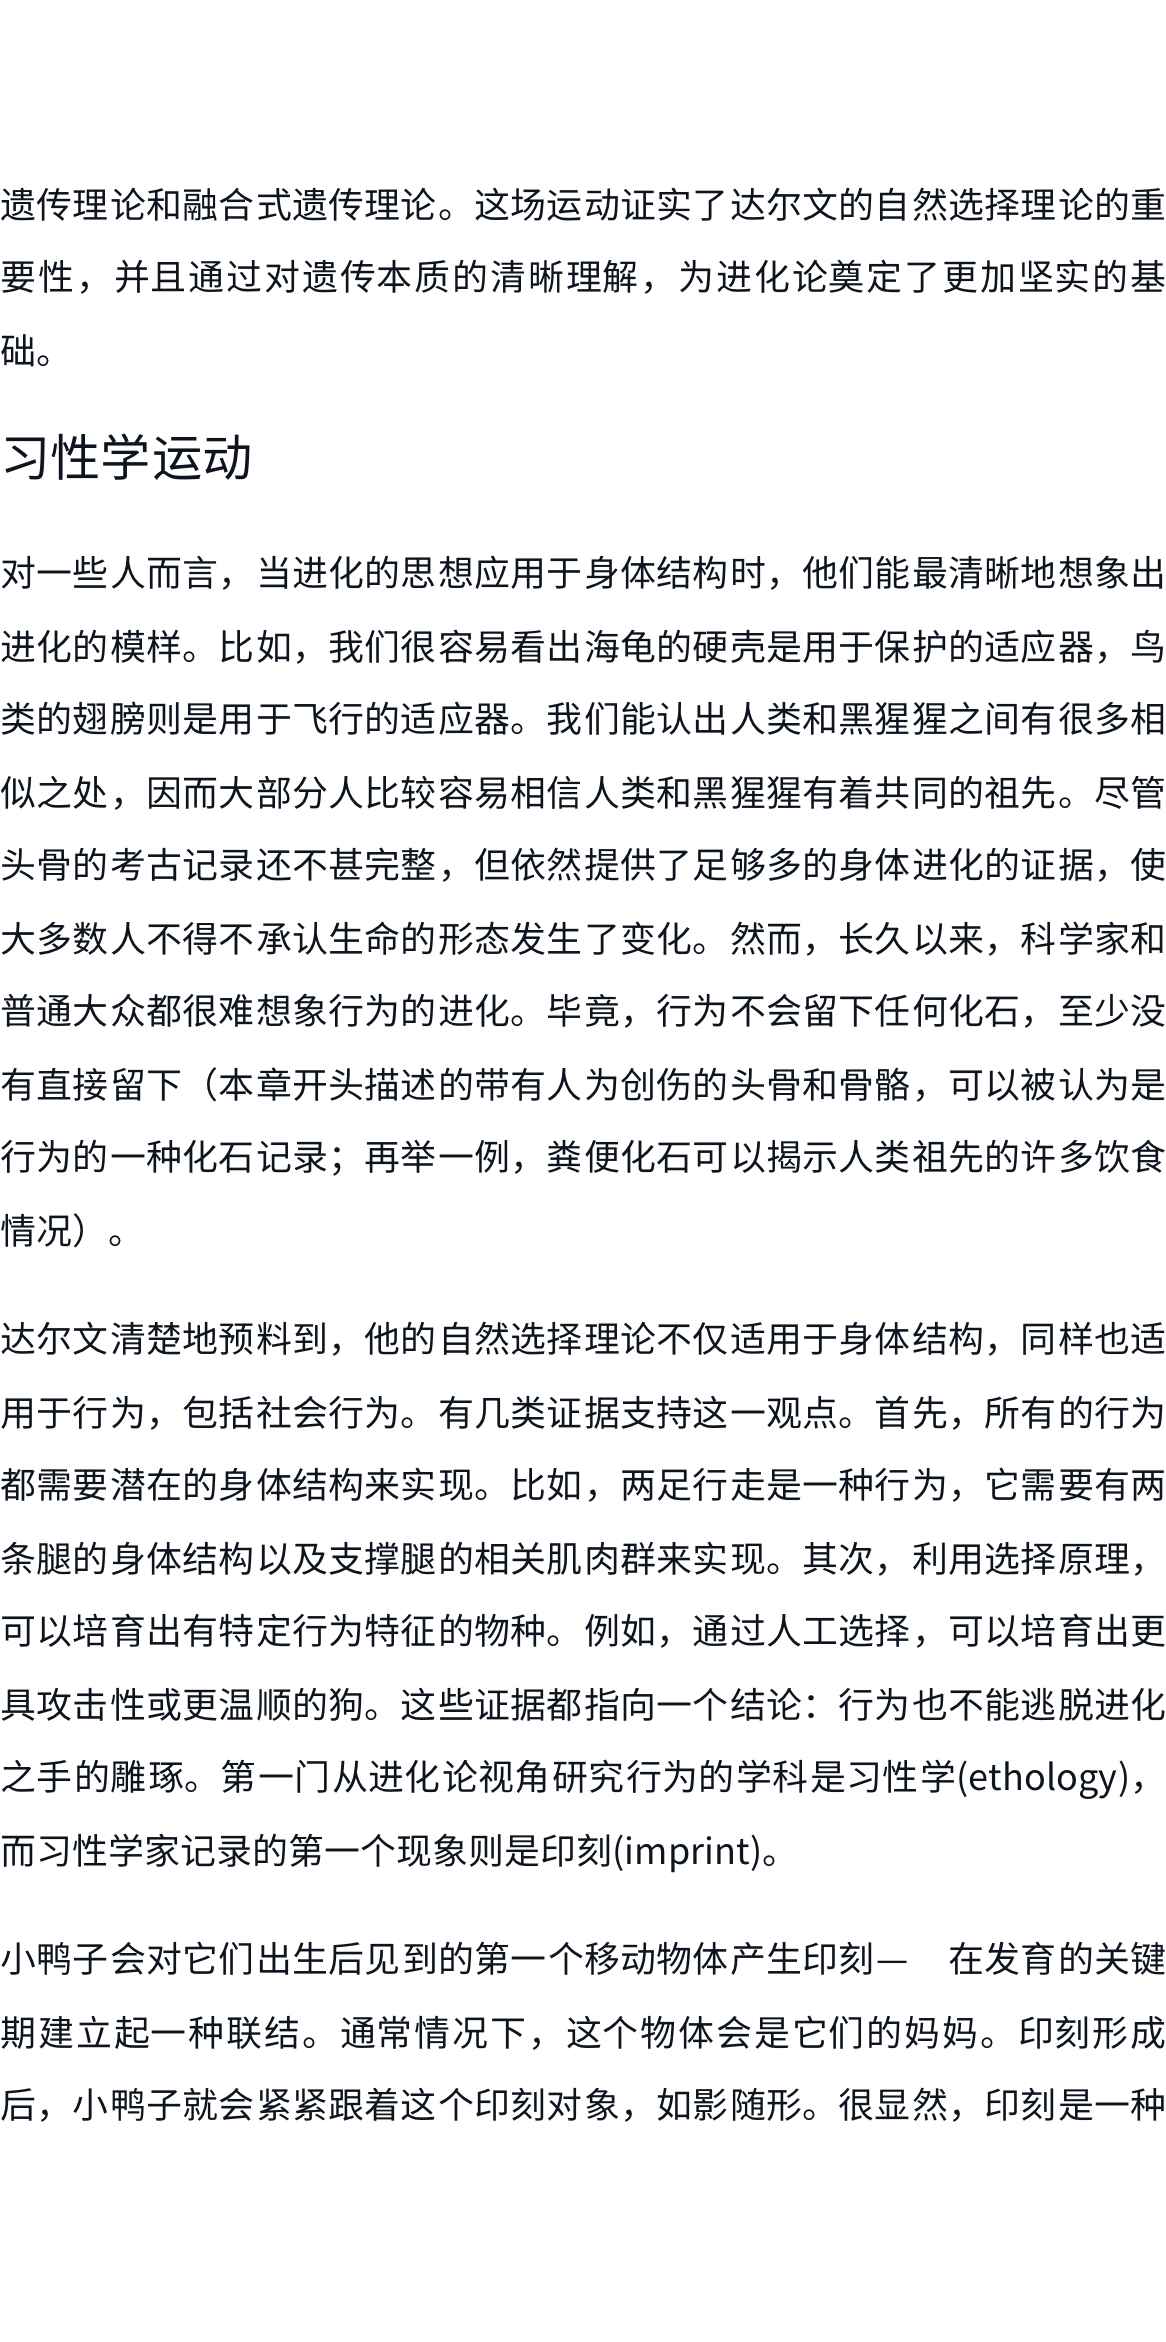 遗传理论和融合式遗传理论。这场运动证实了达尔文的自然选择理论的重
要性，并且通过对遗传本质的清晰理解，为进化论奠定了更加坚实的基
础。
习性学运动
对一些人而言，当进化的思想应用于身体结构时，他们能最清晰地想象出
进化的模样。比如，我们很容易看出海龟的硬壳是用于保护的适应器，鸟
类的翅膀则是用于飞行的适应器。我们能认出人类和黑猩猩之间有很多相
似之处，因而大部分人比较容易相信人类和黑猩猩有着共同的祖先。尽管
头骨的考古记录还不甚完整，但依然提供了足够多的身体进化的证据，使
大多数人不得不承认生命的形态发生了变化。然而，长久以来，科学家和
普通大众都很难想象行为的进化。毕竟，行为不会留下任何化石，至少没
有直接留下（本章开头描述的带有人为创伤的头骨和骨骼，可以被认为是
行为的一种化石记录；再举一例，粪便化石可以揭示人类祖先的许多饮食
情况）。
达尔文清楚地预料到，他的自然选择理论不仅适用于身体结构，同样也适
用于行为，包括社会行为。有几类证据支持这一观点。首先，所有的行为
都需要潜在的身体结构来实现。比如，两足行走是一种行为，它需要有两
条腿的身体结构以及支撑腿的相关肌肉群来实现。其次，利用选择原理，
可以培育出有特定行为特征的物种。例如，通过人工选择，可以培育出更
具攻击性或更温顺的狗。这些证据都指向一个结论：行为也不能逃脱进化
之手的雕琢。第一门从进化论视角研究行为的学科是习性学(ethology)，
而习性学家记录的第一个现象则是印刻(imprint)。
小鸭子会对它们出生后见到的第一个移动物体产生印刻—　在发育的关键
期建立起一种联结。通常情况下，这个物体会是它们的妈妈。印刻形成
后，小鸭子就会紧紧跟着这个印刻对象，如影随形。很显然，印刻是一种